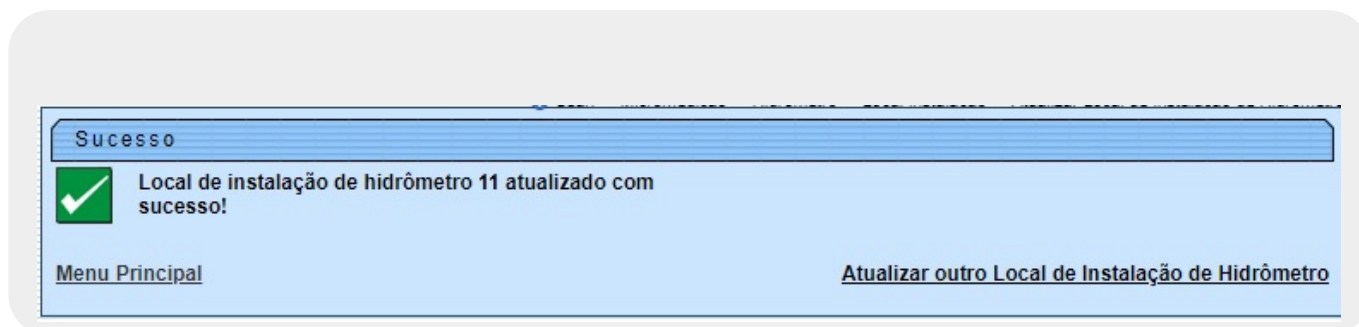 Sucesso
Local de instalação de hidrômetro 11 atualizado com
sucesso!
Menu Principal
Atualizar outro Local de Instalação de Hidrômetro